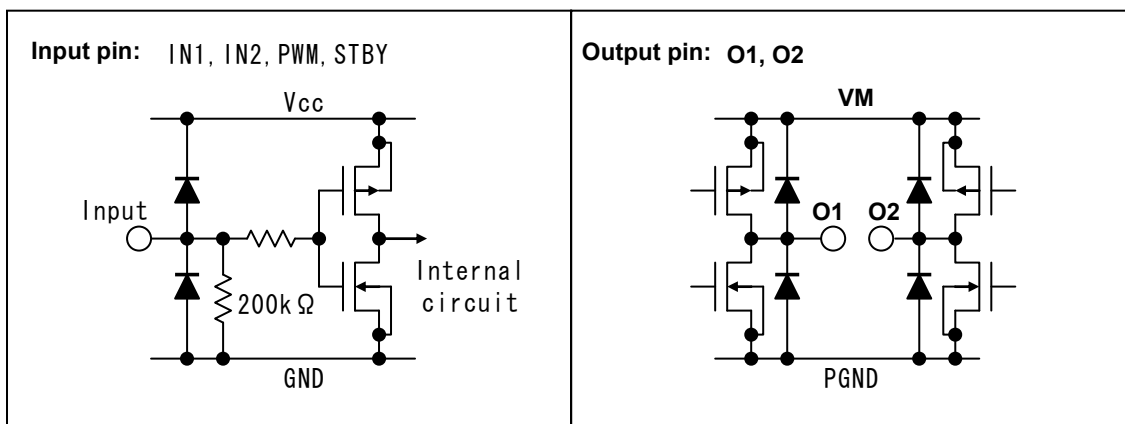 Input pin: IN1, IN2, PWM, STBY
Vcc
Input
200kΩ
Internal
circuit
GND
Output pin: O1, O2
VM
O1 O2
PGND